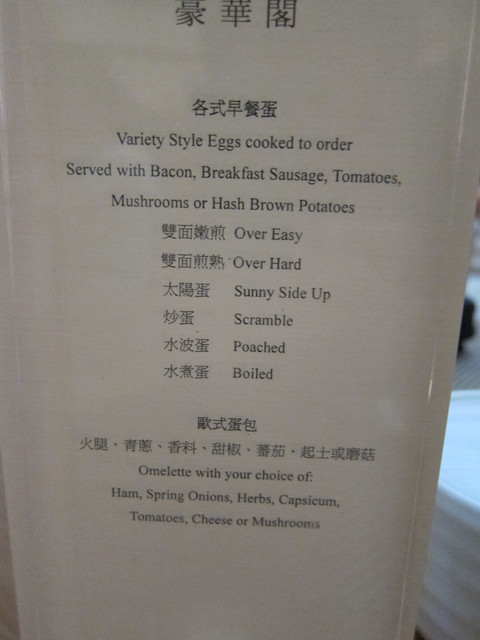 豪華閣
各式早餐蛋
Variety Style Eggs cooked to order
Served with Bacon, Breakfast Sausage, Tomatoes,
Mushrooms or Hash Brown Potatoes
雙面嫩煎 Over Easy
雙面煎熟 Over Hard
太陽蛋 Sunny Side Up
炒蛋 Scramble
水波蛋 Poached
水煮蛋 Boiled
歐式蛋包
火腿、青蔥、香料、甜椒、蕃茄、起士或磨菇
Omelette with your choice of:
Ham, Spring Onions, Herbs, Capsicum,
Tomatoes, Cheese or Mushrooms